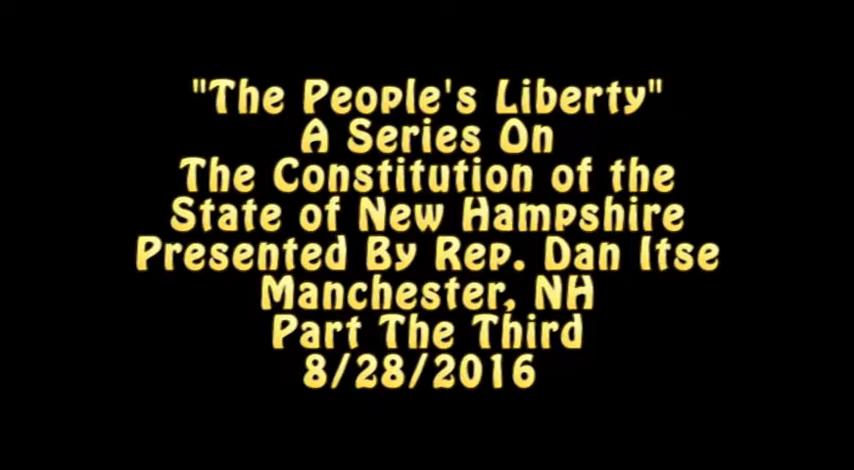 "The People's Liberty"
A Series On
The Constitution of the
State of New Hampshire
Presented By Rep. Dan Itse
Manchester, NH
Part The Third
8/28/2016